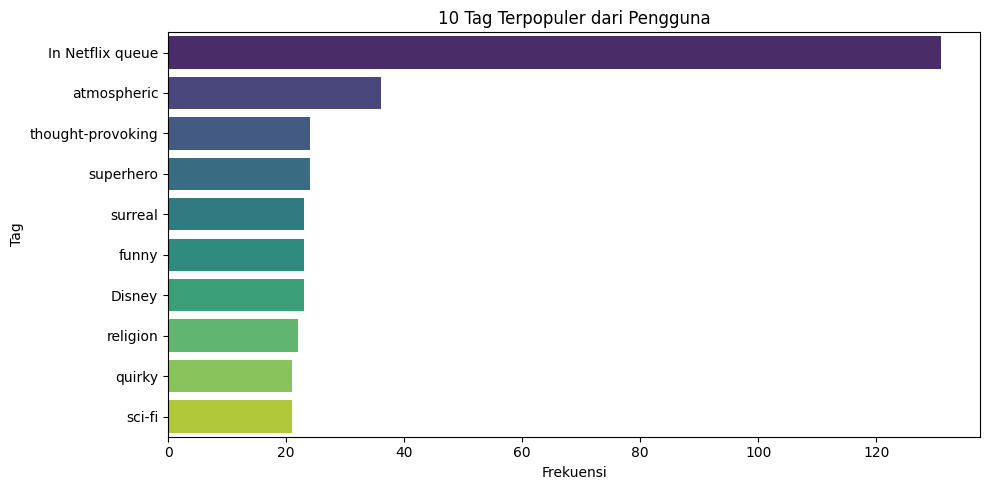 10 Tag Terpopuler dari Pengguna
Tag
In Netflix queue
atmospheric
thought-provoking
superhero
surreal
funny
Disney
religion
quirky
sci-fi
0 20 40 60 80 100 120
Frekuensi